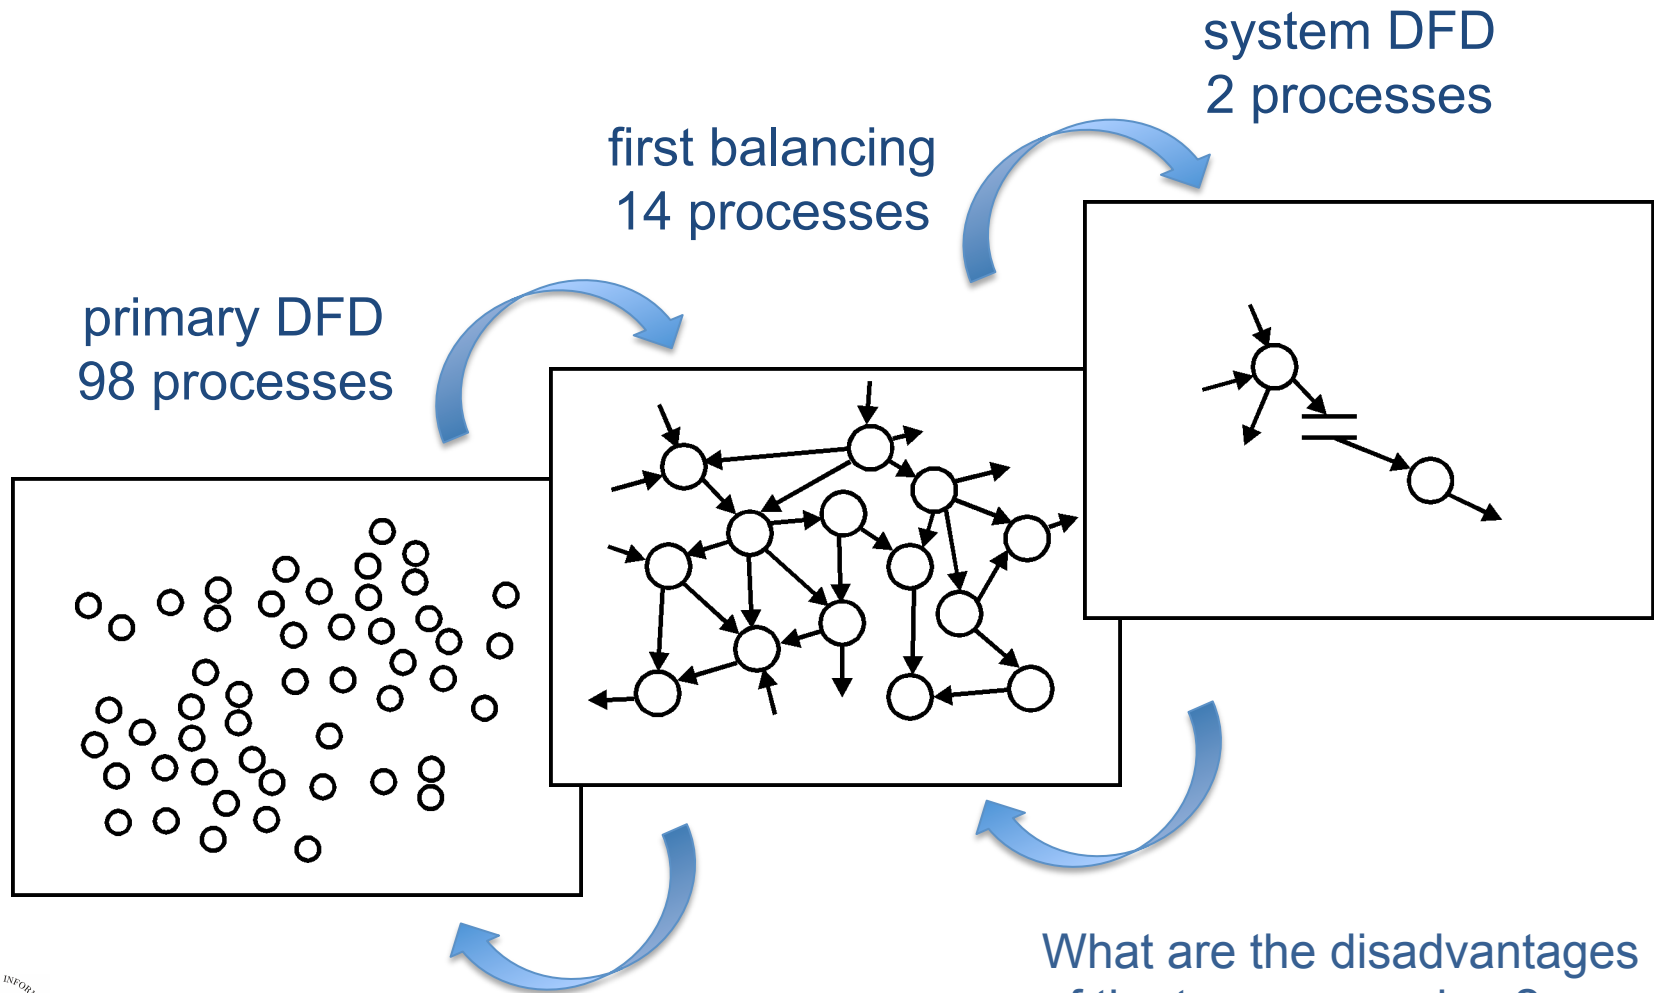 system DFD
2 processes
first balancing
14 processes
primary DFD
98 processes
What are the disadvantages